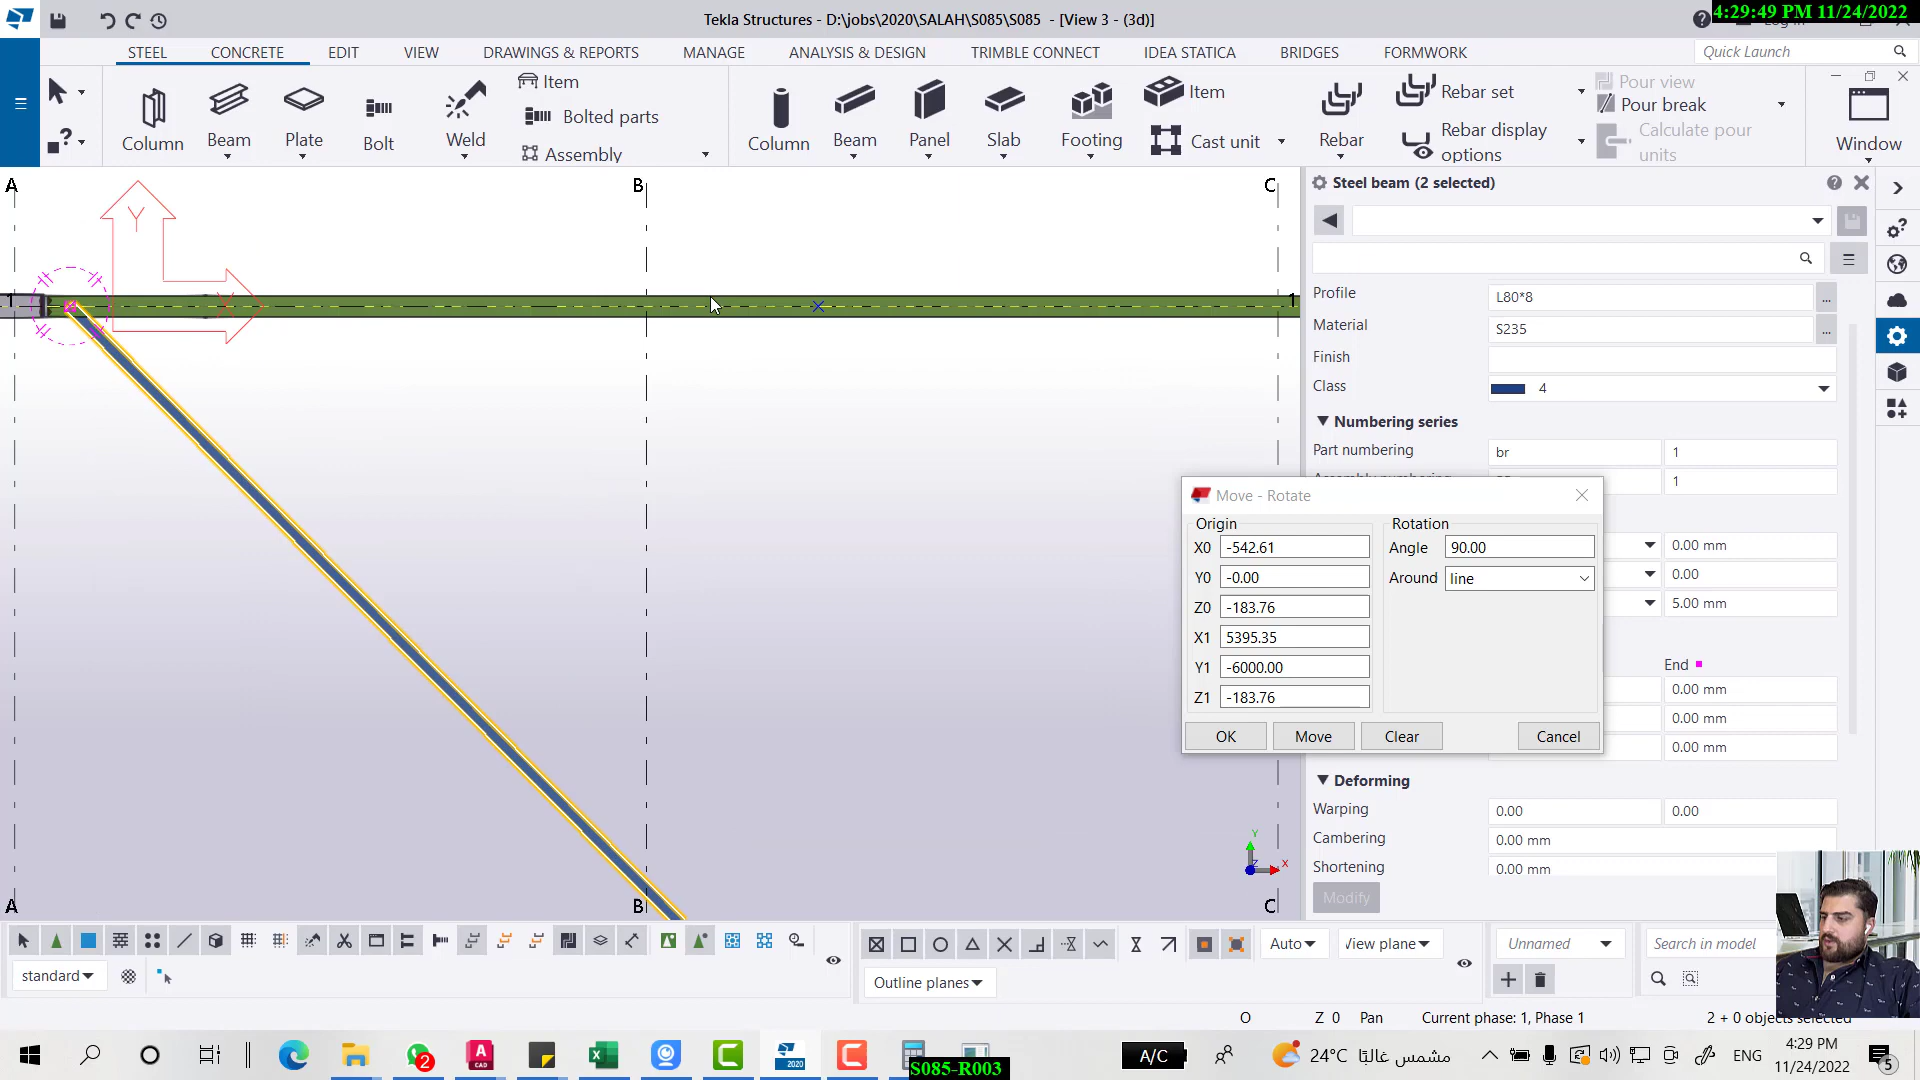 Tekla Structures - D:\jobs\2020\SALAH\S085\S085 - [View 3 - (3d)]
4:29:49 PM 11/24/2022
STEEL CONCRETE EDIT VIEW DRAWINGS & REPORTS MANAGE ANALYSIS & DESIGN TRIMBLE CONNECT IDEA STATICA BRIDGES FORMWORK Quick Launch
Column Beam Plate Bolt Weld
Item
Bolted parts
Assembly
Column Beam Panel Slab Footing
Item
Cast unit
Rebar
Rebar set
Rebar display options
Pour view
Pour break
Calculate pour units
Window
A B C
Y
X
1 1
A B C
Y
X
Z
Steel beam (2 selected)
Profile L80*8 ...
Material S235 ...
Finish
Class 4
Numbering series
Part numbering br 1
1
0.00 mm
0.00
5.00 mm
End
0.00 mm
0.00 mm
0.00 mm
Deforming
Warping 0.00 0.00
Cambering 0.00 mm
Shortening 0.00 mm
Modify
Move - Rotate
Origin Rotation
X0 -542.61 Angle 90.00
Y0 -0.00 Around line
Z0 -183.76
X1 5395.35
Y1 -6000.00
Z1 -183.76
OK Move Clear Cancel
standard
Auto View plane
Outline planes
Unnamed Search in model
O Z 0 Pan Current phase: 1, Phase 1 2 + 0 objects selected
2
A
CAD
2020
A/C
24°C مشمس غالبًا
ENG
4:29 PM
11/24/2022
5
S085-R003